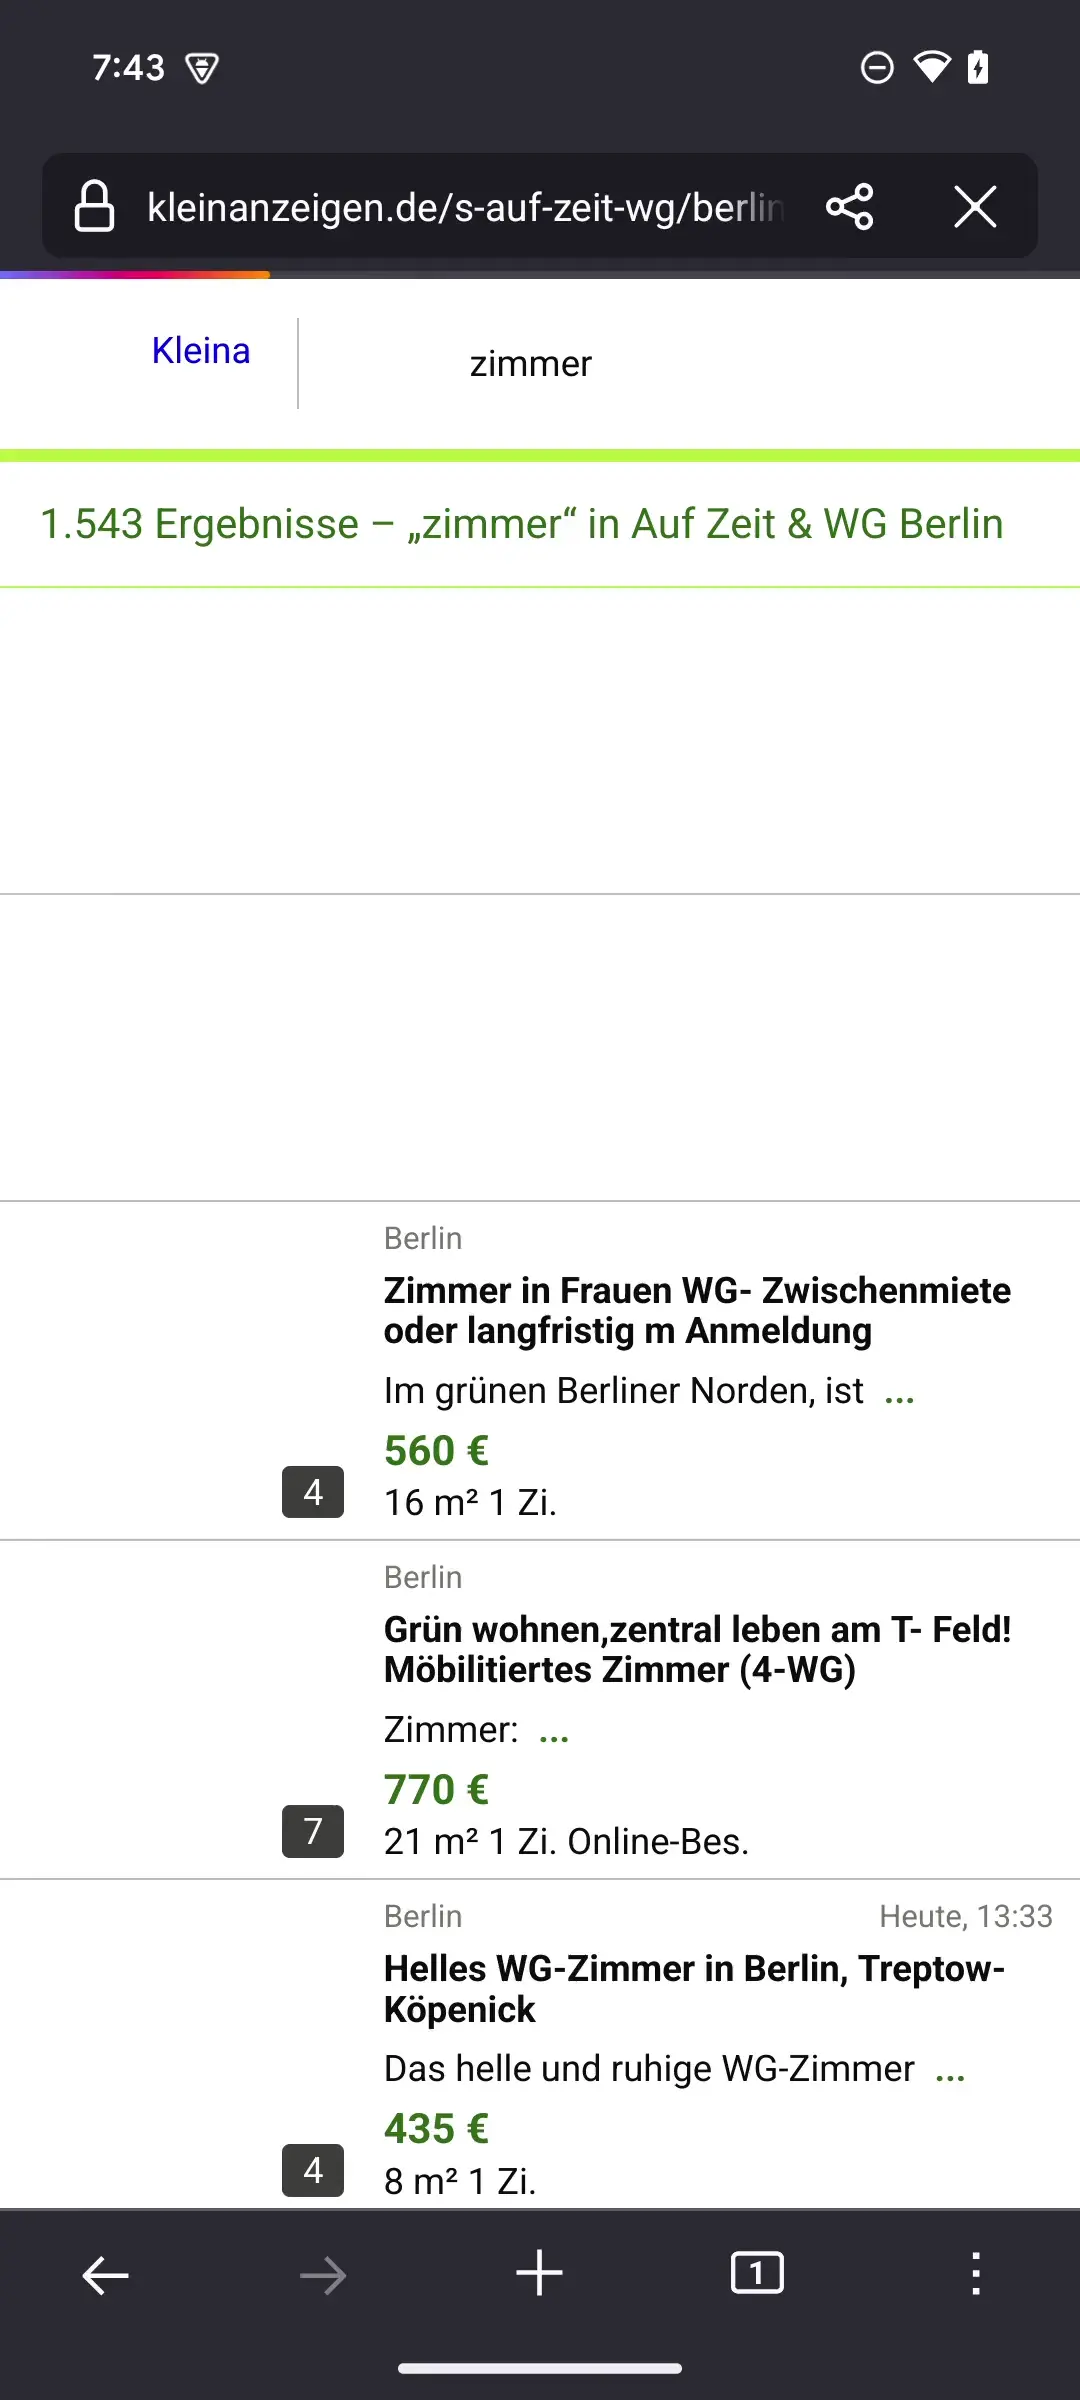 7:43
kleinanzeigen.de/s-auf-zeit-wg/berlin
Kleina
zimmer
1.543 Ergebnisse – „zimmer“ in Auf Zeit & WG Berlin
Berlin
Zimmer in Frauen WG- Zwischenmiete
oder langfristig m Anmeldung
Im grünen Berliner Norden, ist ...
560 €
4
16 m² 1 Zi.
Berlin
Grün wohnen,zentral leben am T- Feld!
Möbilitiertes Zimmer (4-WG)
Zimmer: ...
770 €
7
21 m² 1 Zi. Online-Bes.
Berlin
Heute, 13:33
Helles WG-Zimmer in Berlin, Treptow-
Köpenick
Das helle und ruhige WG-Zimmer ...
435 €
4
8 m² 1 Zi.
1